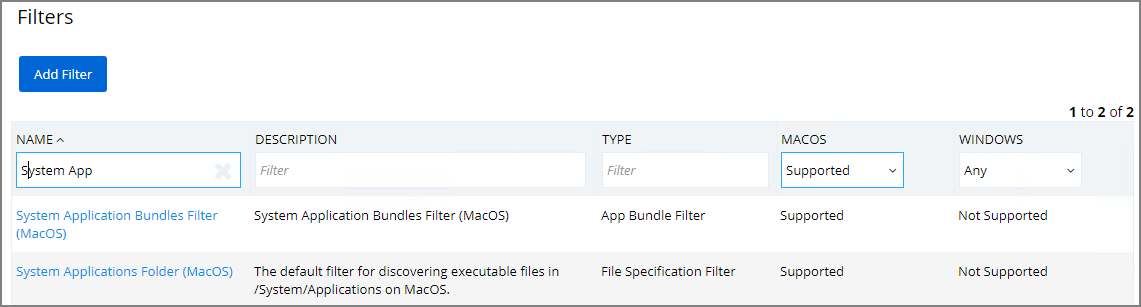 Filters
Add Filter
1 to 2 of 2
NAME DESCRIPTION TYPE MACOS WINDOWS
System App Filter Filter Supported Any
System Application Bundles Filter System Application Bundles Filter (MacOS) App Bundle Filter Supported Not Supported
(MacOS)
System Applications Folder (MacOS) The default filter for discovering executable files in File Specification Filter Supported Not Supported
/System/Applications on MacOS.